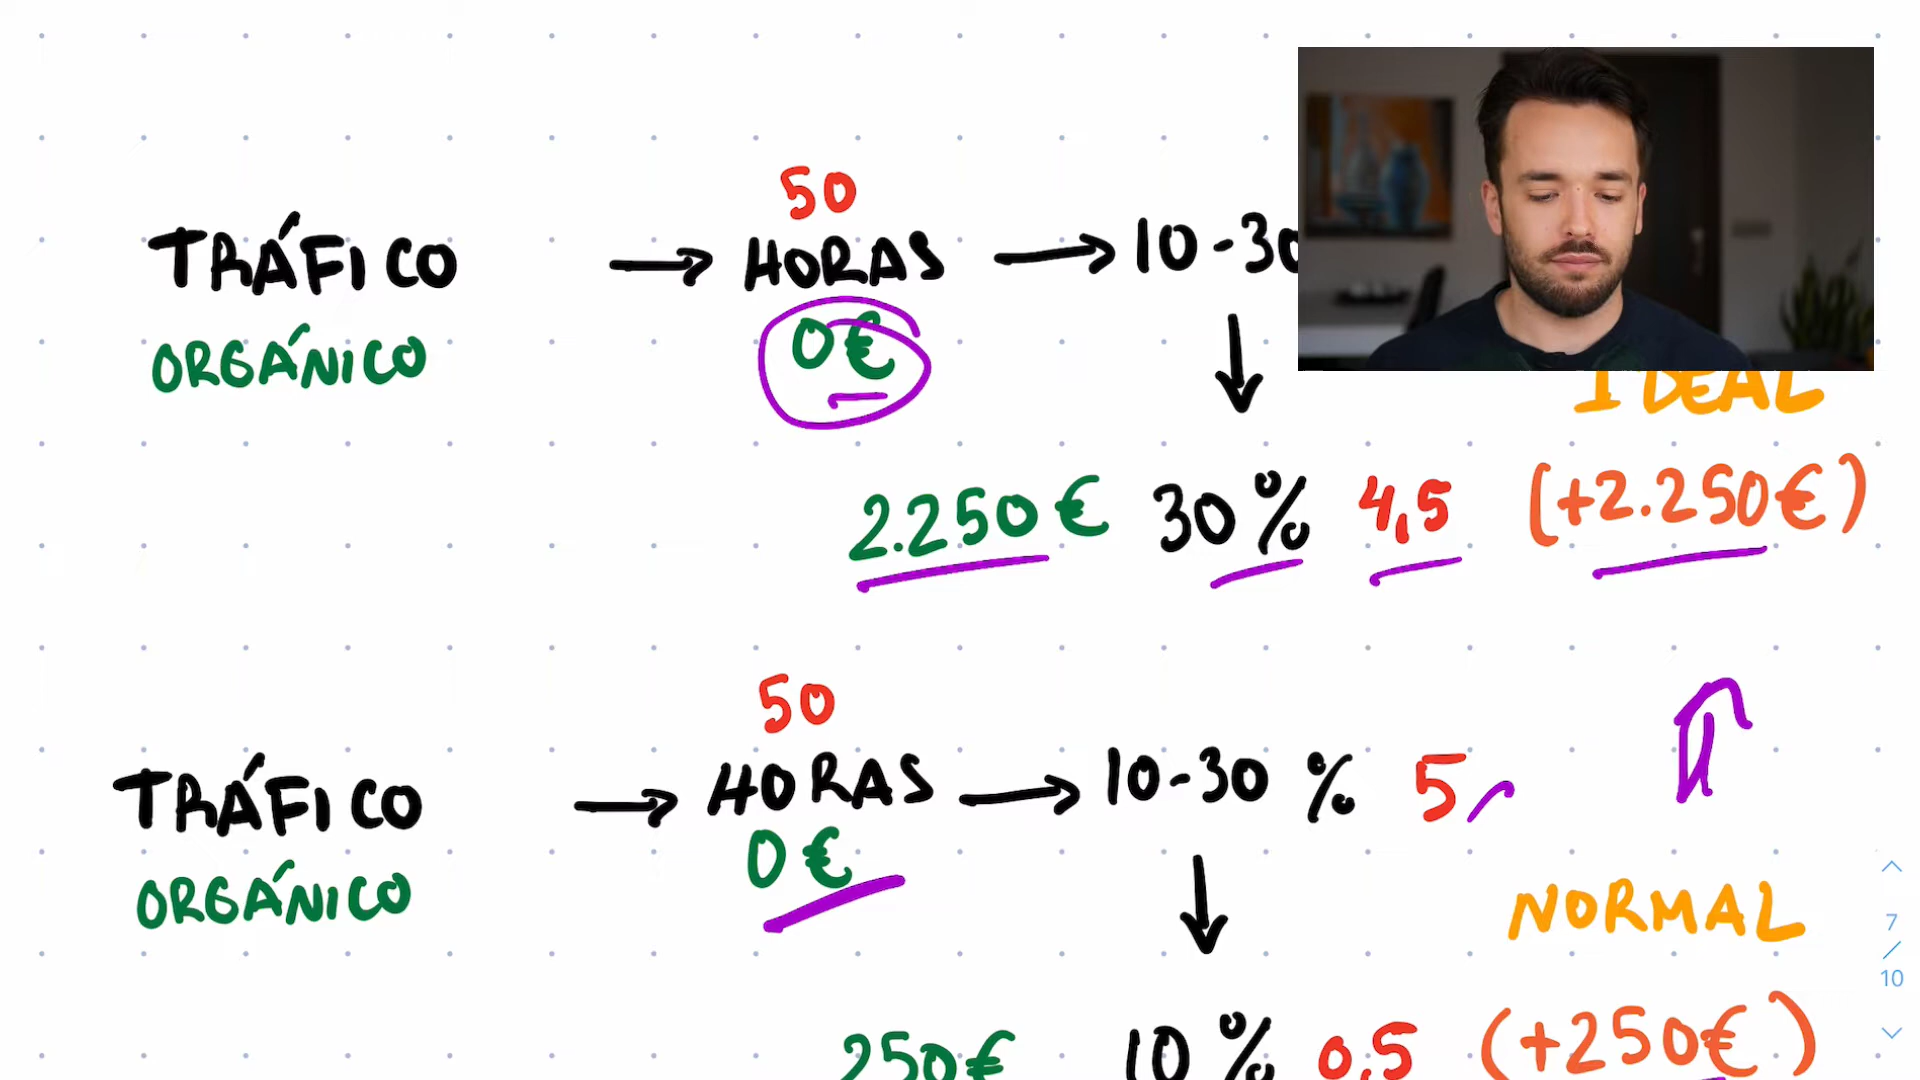 50
TRÁFICO → HORAS → 10-30
ORGÁNICO 0€
IDEAL
2.250€ 30% 4,5 (+2.250€)
50
TRÁFICO → HORAS → 10-30 % 5
ORGÁNICO 0€
NORMAL
7
/
10
250€ 10% 0,5 (+250€)